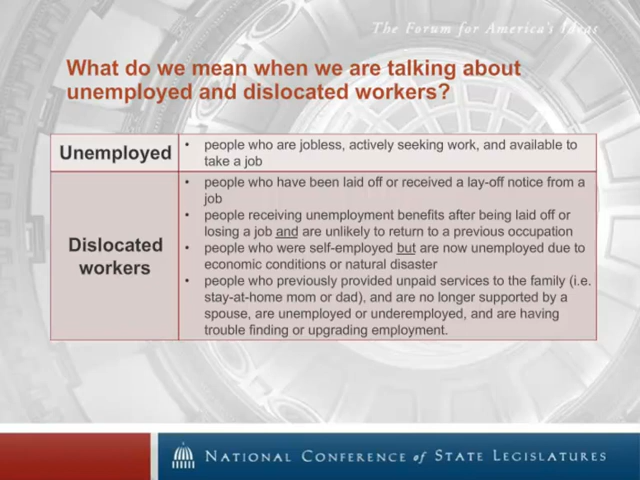 The Forum for America's Ideas
What do we mean when we are talking about
unemployed and dislocated workers?
Unemployed
• people who are jobless, actively seeking work, and available to
take a job
Dislocated
workers
• people who have been laid off or received a lay-off notice from a
job
• people receiving unemployment benefits after being laid off or
losing a job and are unlikely to return to a previous occupation
• people who were self-employed but are now unemployed due to
economic conditions or natural disaster
• people who previously provided unpaid services to the family (i.e.
stay-at-home mom or dad), and are no longer supported by a
spouse, are unemployed or underemployed, and are having
trouble finding or upgrading employment.
NATIONAL CONFERENCE of STATE LEGISLATURES